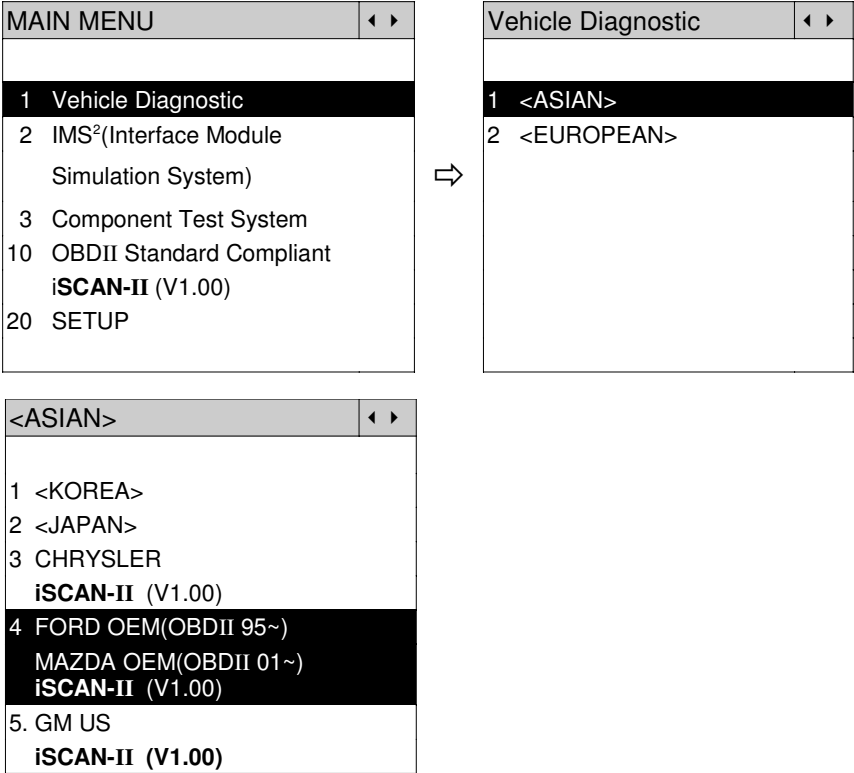 MAIN MENU
1 Vehicle Diagnostic
2 IMS²(Interface Module
Simulation System)
3 Component Test System
10 OBDII Standard Compliant
iSCAN-II (V1.00)
20 SETUP
Vehicle Diagnostic
1 <ASIAN>
2 <EUROPEAN>
<ASIAN>
1 <KOREA>
2 <JAPAN>
3 CHRYSLER
iSCAN-II (V1.00)
4 FORD OEM(OBDII 95~)
MAZDA OEM(OBDII 01~)
iSCAN-II (V1.00)
5. GM US
iSCAN-II (V1.00)